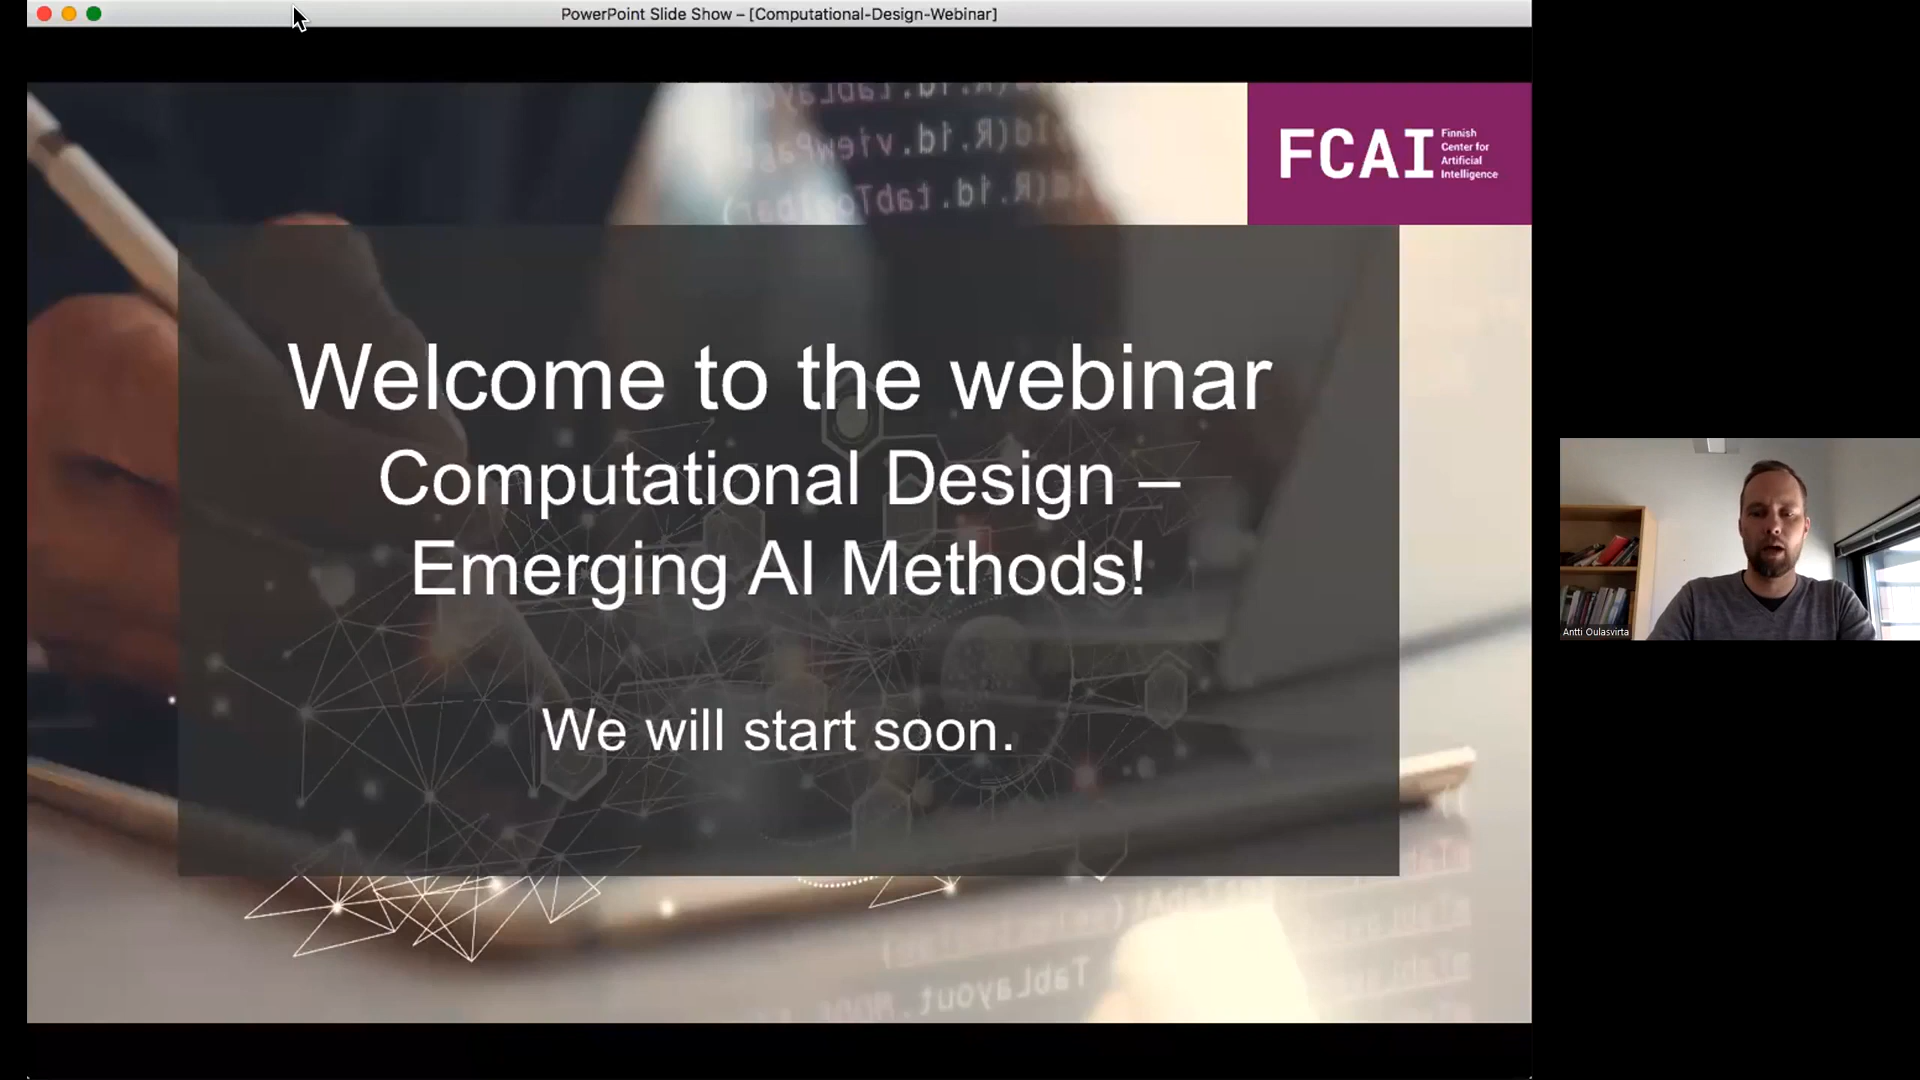 PowerPoint Slide Show – [Computational-Design-Webinar]
FCAI
Finnish
Center for
Artificial
Intelligence
Welcome to the webinar
Computational Design –
Emerging AI Methods!
We will start soon.
Antti Oulasvirta